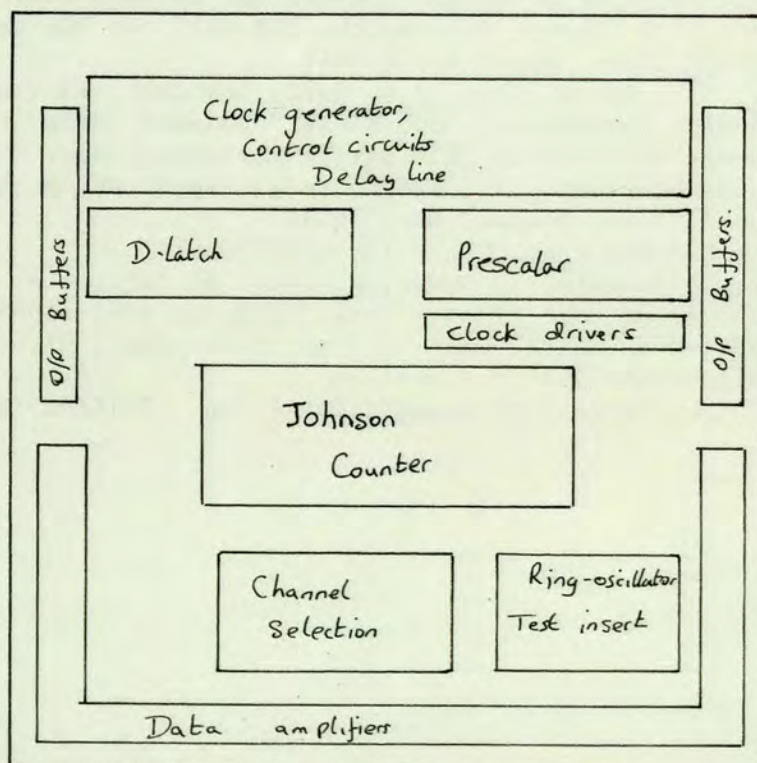 Clock generator,
Control circuits
Delay line
O/P Buffers
D-latch
Prescalar
O/P Buffers.
Clock drivers
Johnson
Counter
Channel
Selection
Ring-oscillator
Test insert
Data amplifiers